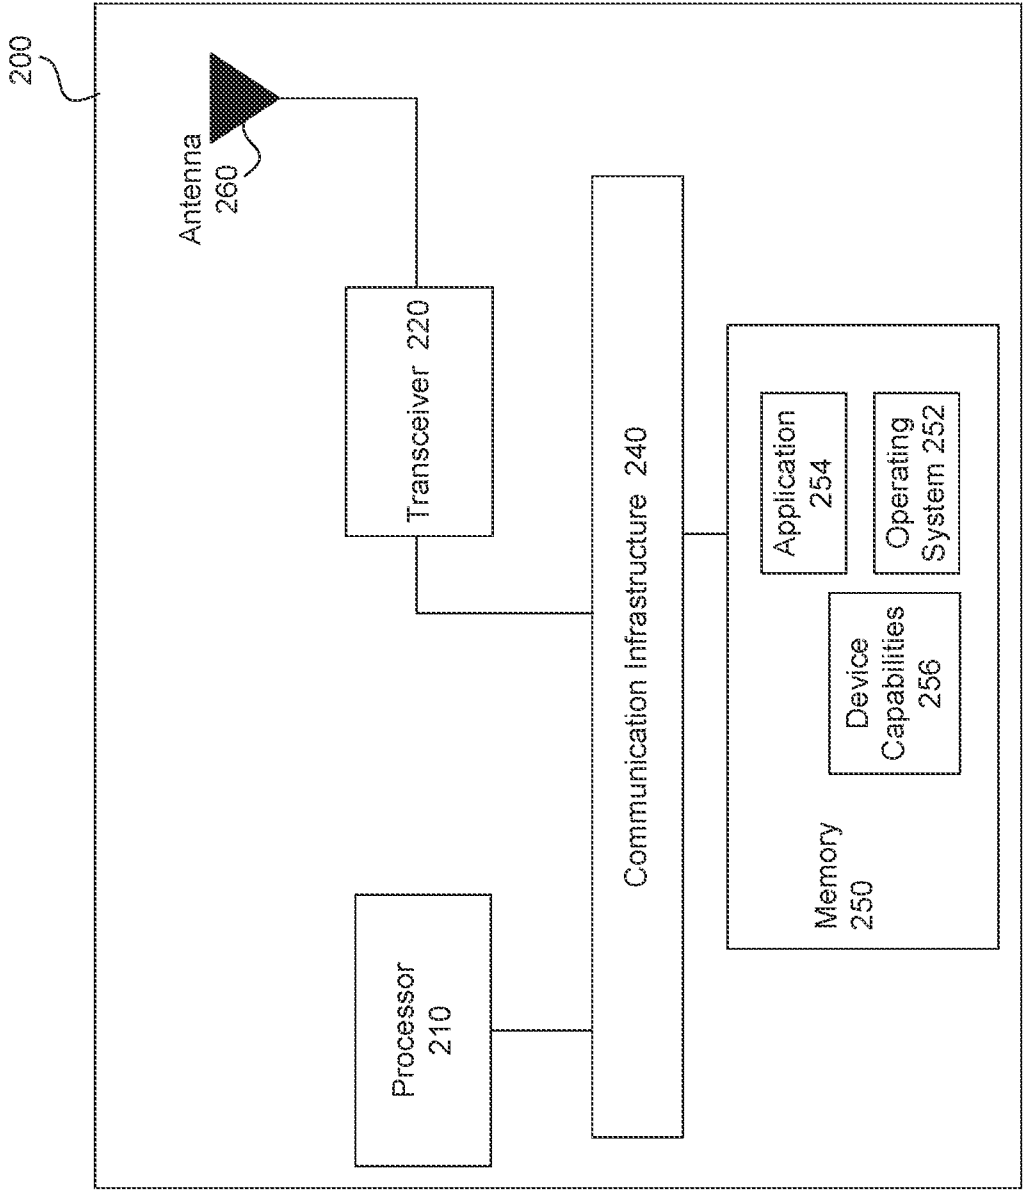 200
Antenna
260
Transceiver 220
Processor
210
Communication Infrastructure 240
Memory
250
Device
Capabilities
256
Application
254
Operating
System 252